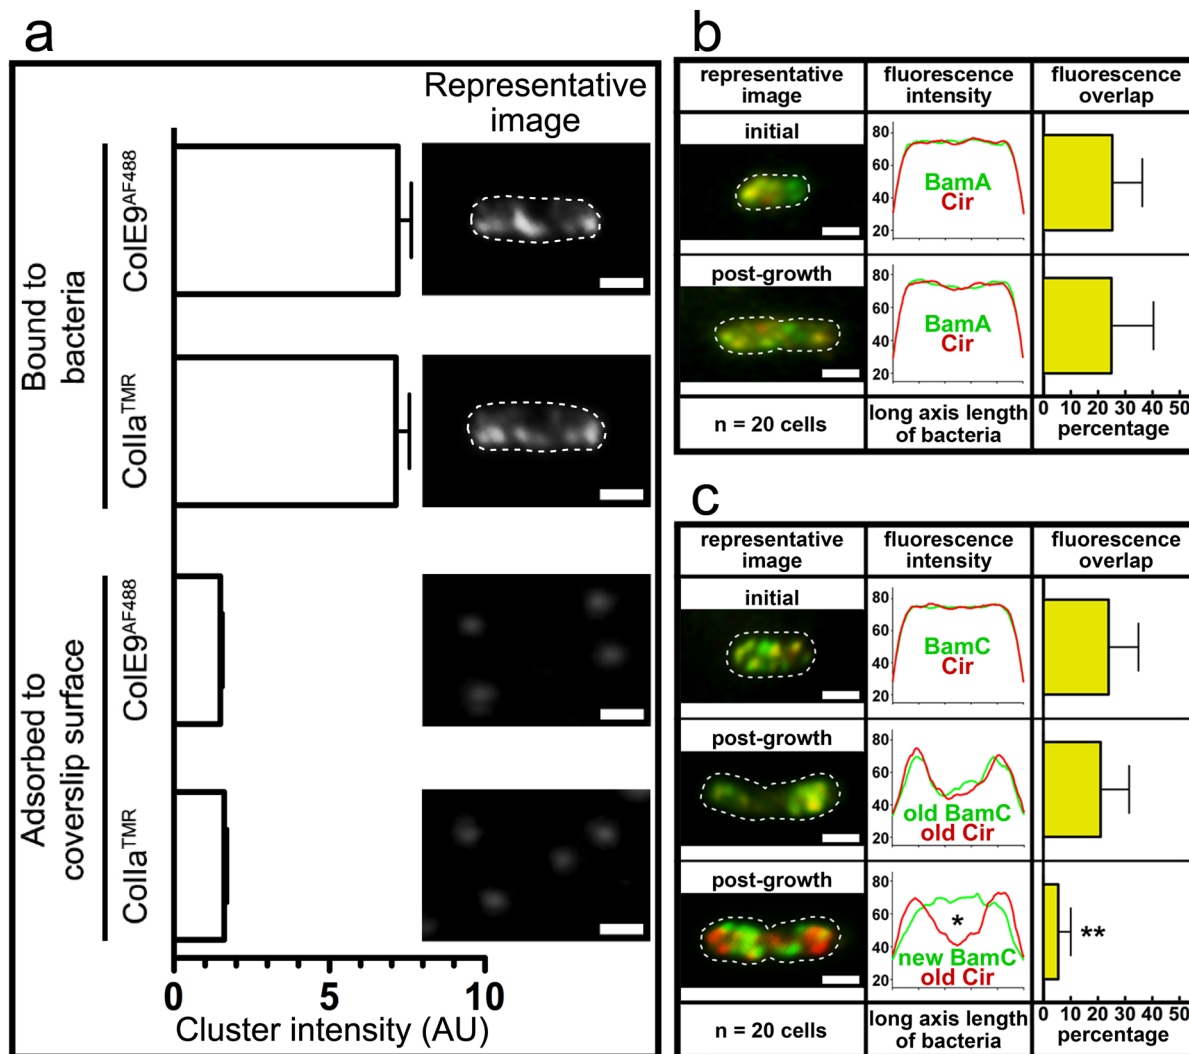 a
Representative
image
Bound to
bacteria
ColE9AF488
ColIaTMR
Adsorbed to
coverslip surface
ColE9AF488
ColIaTMR
0 5 10
Cluster intensity (AU)
b
representative
image
fluorescence
intensity
fluorescence
overlap
initial
80
60
40
20
BamA
Cir
post-growth
80
60
40
20
BamA
Cir
n = 20 cells
long axis length
of bacteria
0 10 20 30 40 50
percentage
c
representative
image
fluorescence
intensity
fluorescence
overlap
initial
80
60
40
20
BamC
Cir
post-growth
80
60
40
20
old BamC
old Cir
post-growth
80
60
40
20
*
new BamC
old Cir
**
n = 20 cells
long axis length
of bacteria
0 10 20 30 40 50
percentage